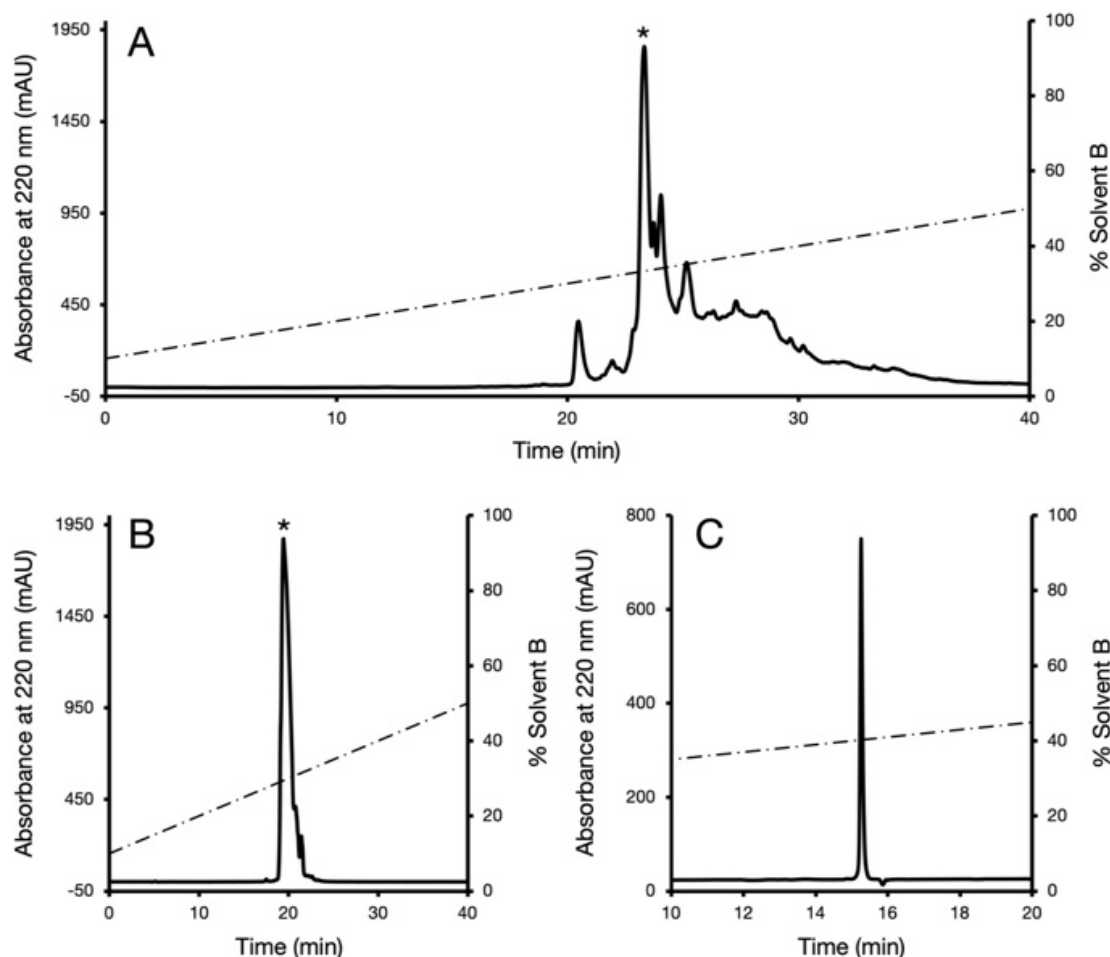 A
*
Absorbance at 220 nm (mAU)
1950
1450
950
450
-50
100
80
60
40
20
0
% Solvent B
0 10 20 30 40
Time (min)
B
*
Absorbance at 220 nm (mAU)
1950
1450
950
450
-50
100
80
60
40
20
0
% Solvent B
0 10 20 30 40
Time (min)
C
Absorbance at 220 nm (mAU)
800
600
400
200
0
100
80
60
40
20
0
% Solvent B
10 12 14 16 18 20
Time (min)